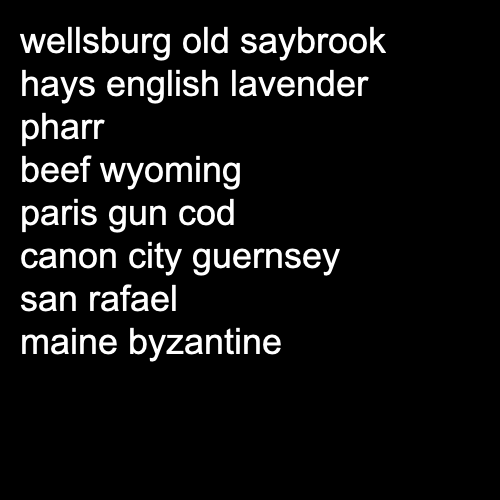 wellsburg old saybrook
hays english lavender
pharr
beef wyoming
paris gun cod
canon city guernsey
san rafael
maine byzantine